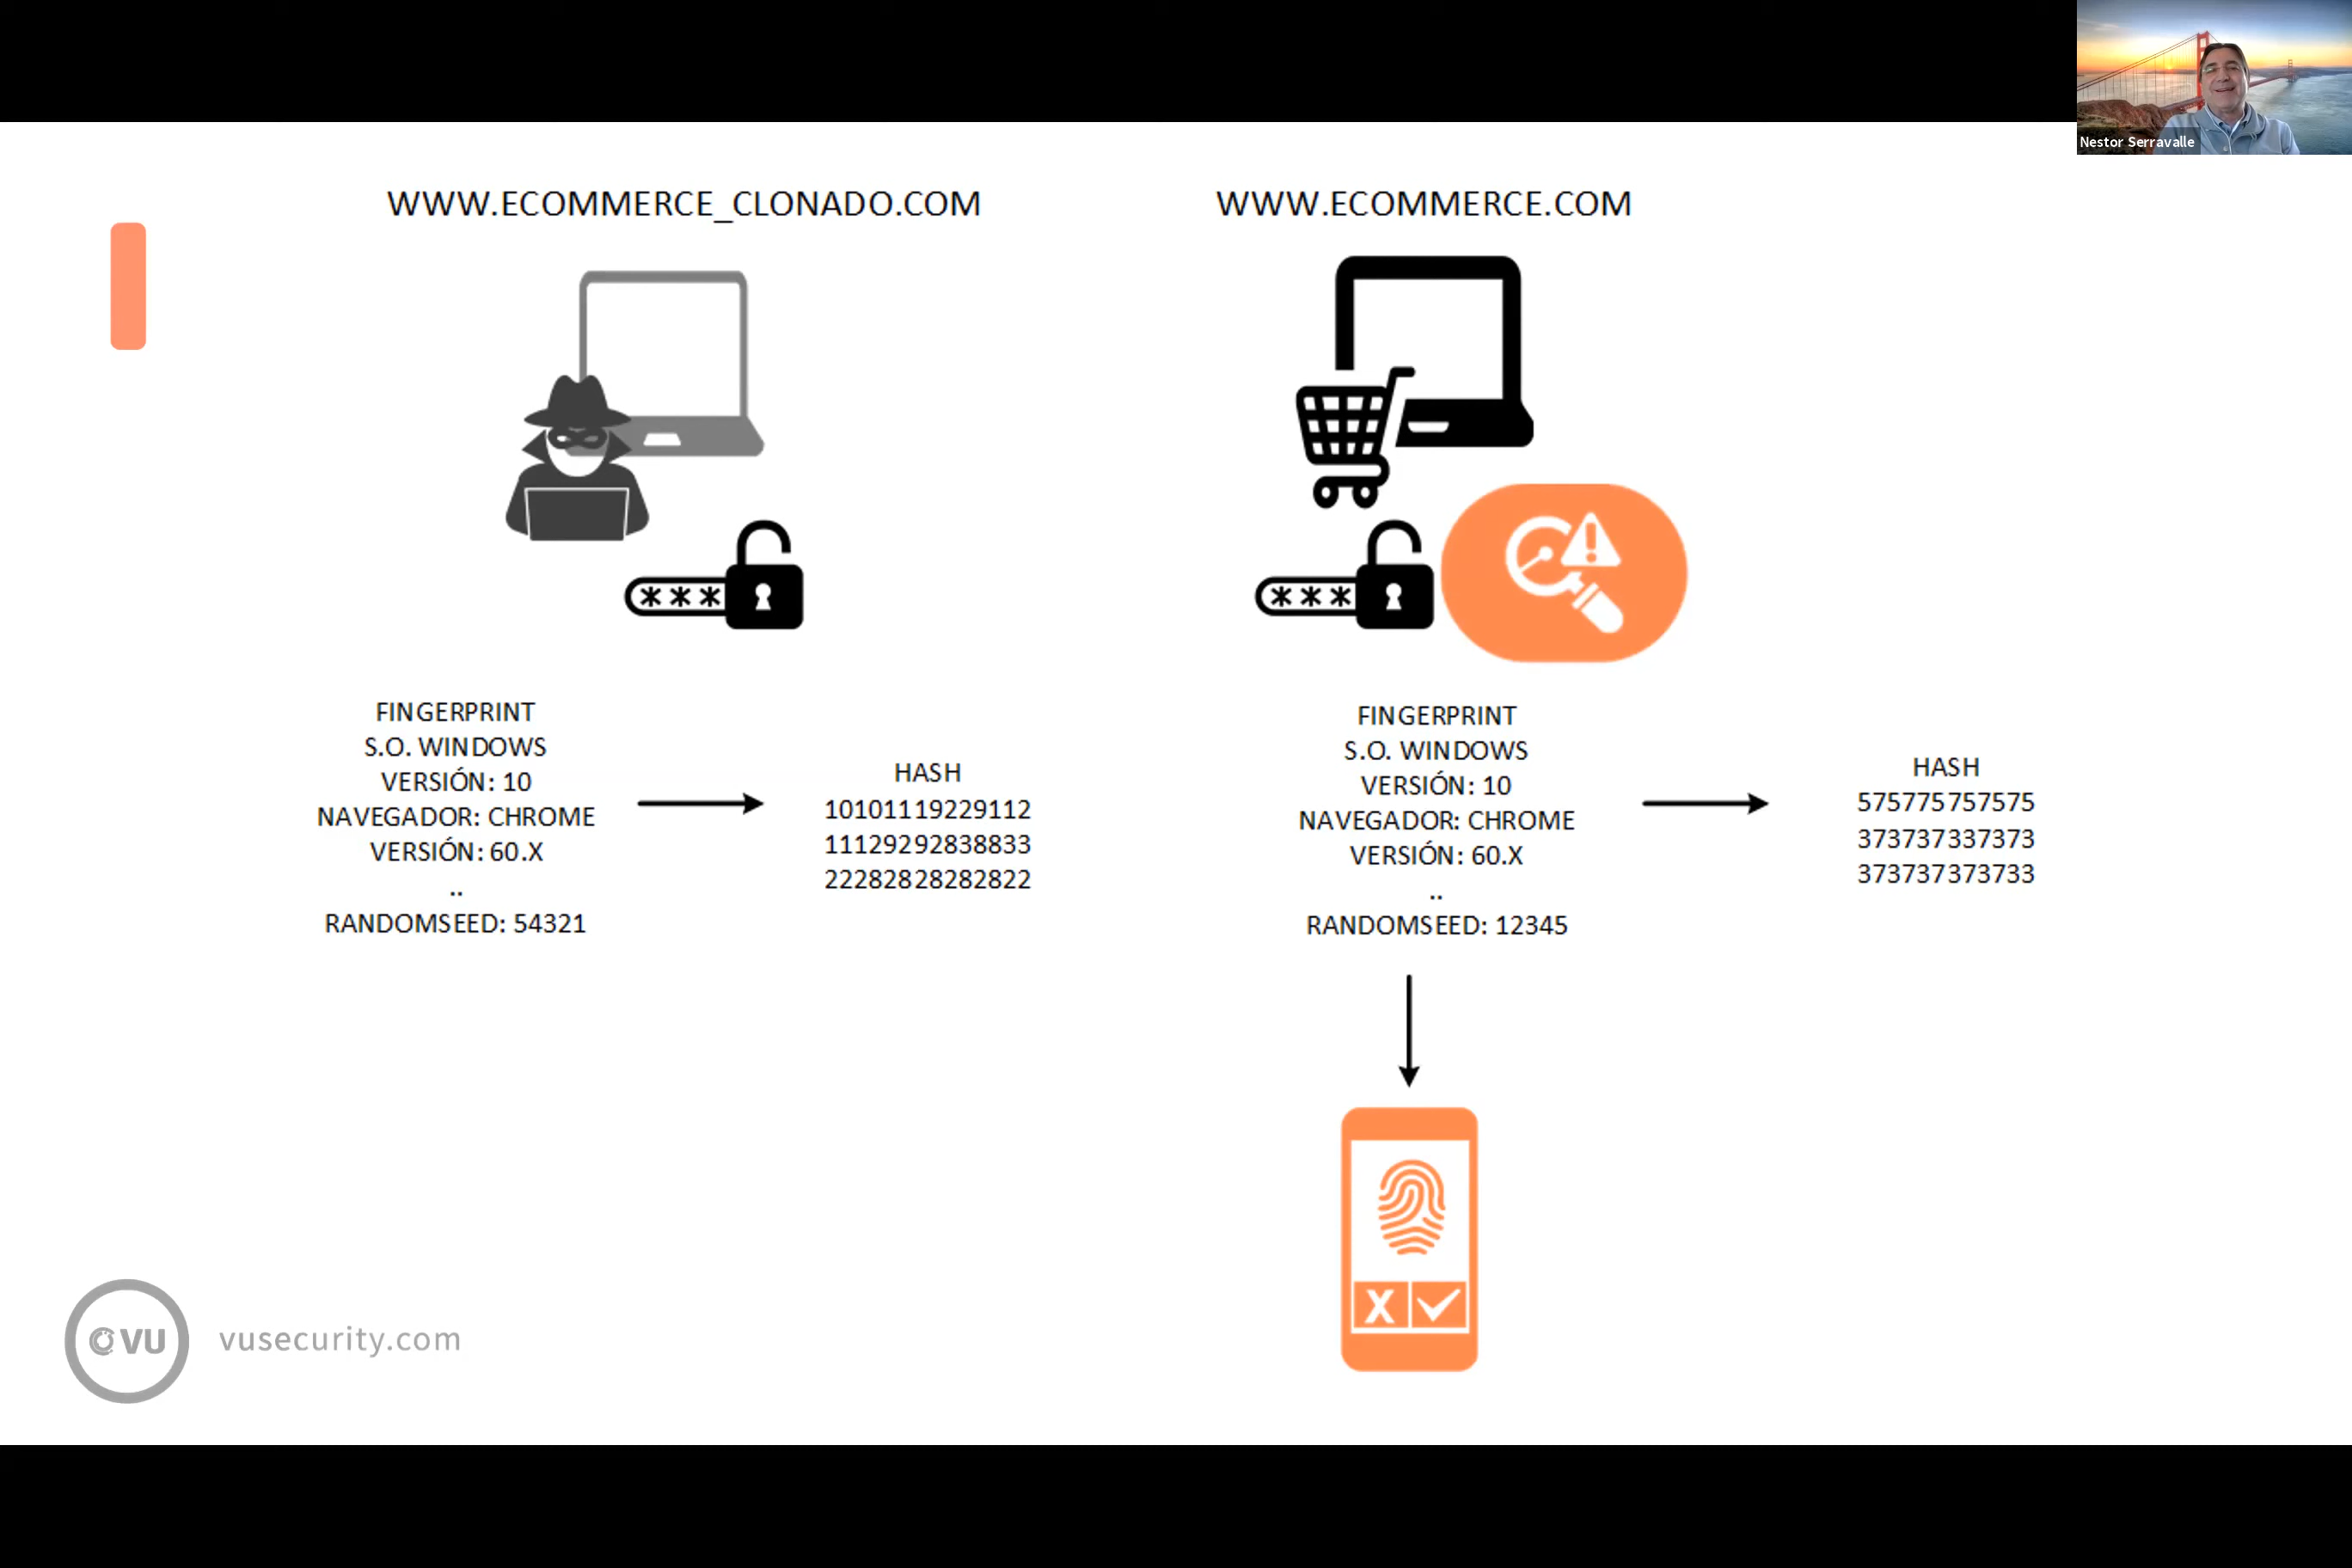 Nestor Serravalle
WWW.ECOMMERCE_CLONADO.COM
***
FINGERPRINT
S.O. WINDOWS
VERSIÓN: 10
NAVEGADOR: CHROME
VERSIÓN: 60.X
..
RANDOMSEED: 54321
HASH
10101119229112
11129292838833
22282828282822
WWW.ECOMMERCE.COM
***
FINGERPRINT
S.O. WINDOWS
VERSIÓN: 10
NAVEGADOR: CHROME
VERSIÓN: 60.X
..
RANDOMSEED: 12345
HASH
575775757575
373737337373
373737373733
X
VU
vusecurity.com